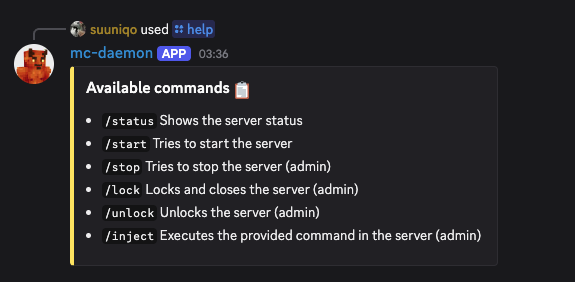 suuniqo used help
mc-daemon APP 03:36
Available commands 📋
• /status Shows the server status
• /start Tries to start the server
• /stop Tries to stop the server (admin)
• /lock Locks and closes the server (admin)
• /unlock Unlocks the server (admin)
• /inject Executes the provided command in the server (admin)